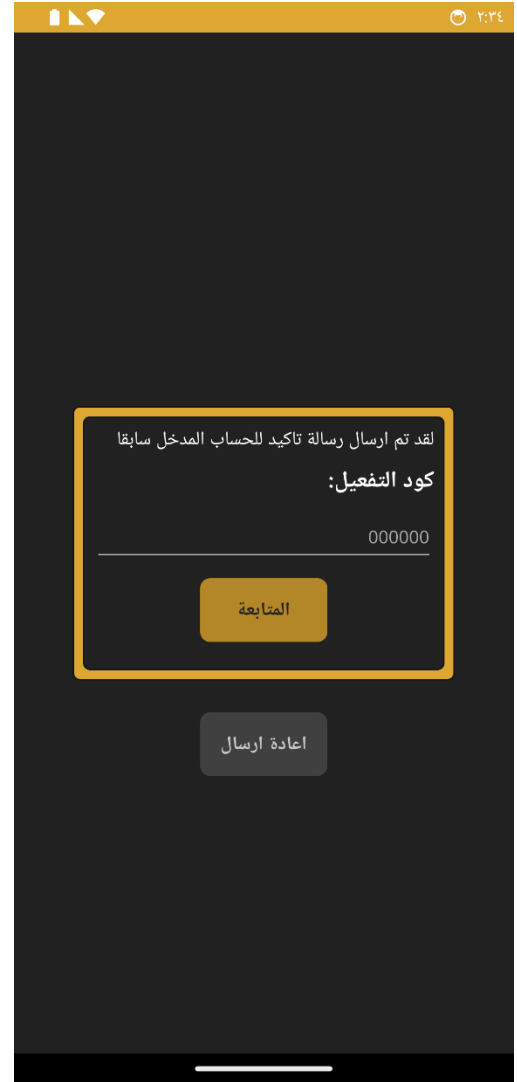 ٢:٣٤
لقد تم ارسال رسالة تاكيد للحساب المدخل سابقا
كود التفعيل:
000000
المتابعة
اعادة ارسال